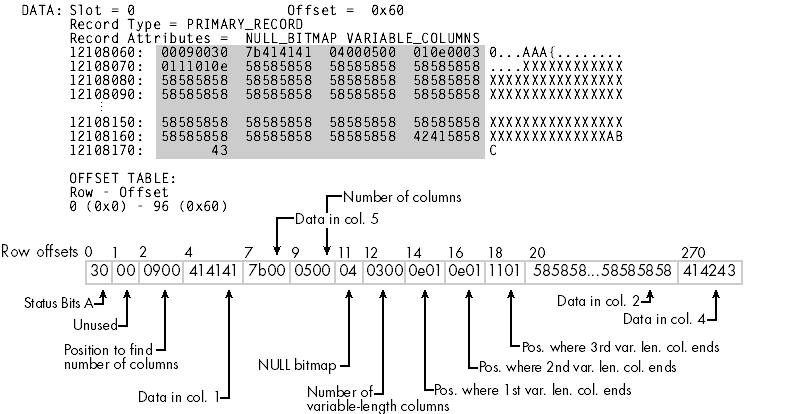 DATA: Slot = 0 Offset = 0x60
Record Type = PRIMARY_RECORD
Record Attributes = NULL_BITMAP VARIABLE_COLUMNS
12108060: 00090030 7b414141 04000500 010e0003 0...AAA{........
12108070: 0111010e 58585858 58585858 58585858 ....XXXXXXXXXXXX
12108080: 58585858 58585858 58585858 58585858 XXXXXXXXXXXXXXXX
12108090: 58585858 58585858 58585858 58585858 XXXXXXXXXXXXXXXX
⋮
12108150: 58585858 58585858 58585858 58585858 XXXXXXXXXXXXXXXX
12108160: 58585858 58585858 58585858 42415858 XXXXXXXXXXXXXXAB
12108170: 43 C
OFFSET TABLE:
Row - Offset
0 (0x0) - 96 (0x60)
Number of columns
Data in col. 5
Row offsets 0 1 2 4 7 9 11 12 14 16 18 20 270
30 00 0900 414141 7b00 0500 04 0300 0e01 0e01 1101 585858...58585858 414243
Status Bits A
Unused
Position to find
number of columns
Data in col. 1
NULL bitmap
Number of
variable-length columns
Pos. where 1st var. len. col. ends
Pos. where 2nd var. len. col. ends
Pos. where 3rd var. len. col. ends
Data in col. 2
Data in col. 4